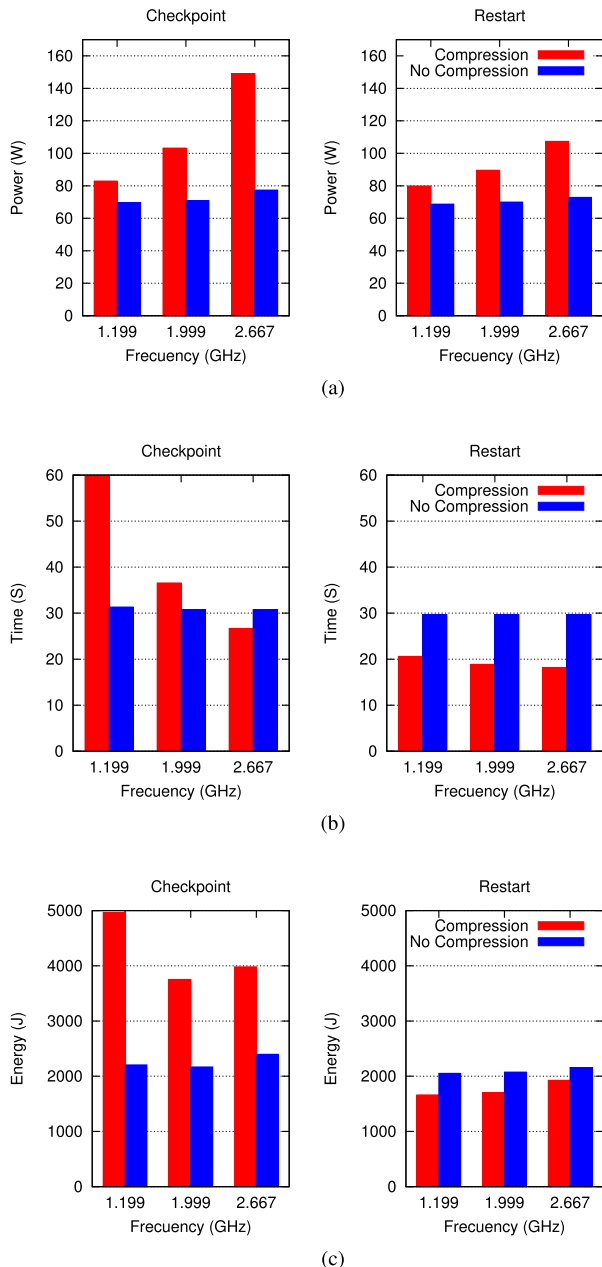 Checkpoint
Restart
Power (W)
160
140
120
100
80
60
40
20
0
1.199 1.999 2.667
Frecuency (GHz)
Power (W)
160
140
120
100
80
60
40
20
0
Compression
No Compression
1.199 1.999 2.667
Frecuency (GHz)
(a)
Checkpoint
Restart
Time (S)
60
50
40
30
20
10
0
1.199 1.999 2.667
Frecuency (GHz)
Time (S)
60
50
40
30
20
10
0
Compression
No Compression
1.199 1.999 2.667
Frecuency (GHz)
(b)
Checkpoint
Restart
Energy (J)
5000
4000
3000
2000
1000
0
1.199 1.999 2.667
Frecuency (GHz)
Energy (J)
5000
4000
3000
2000
1000
0
Compression
No Compression
1.199 1.999 2.667
Frecuency (GHz)
(c)